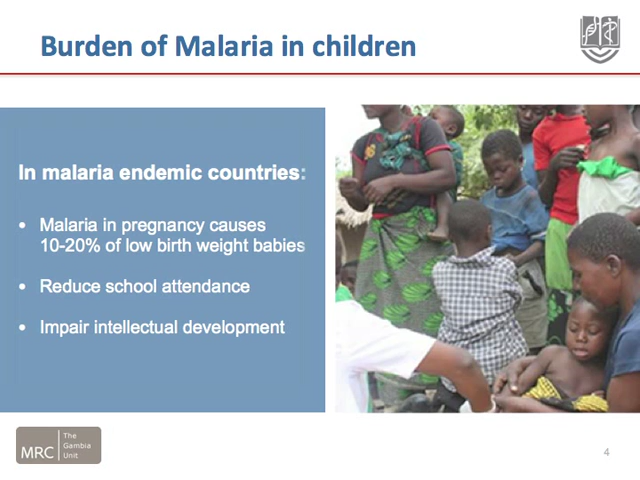 Burden of Malaria in children
In malaria endemic countries:
• Malaria in pregnancy causes
10-20% of low birth weight babies
• Reduce school attendance
• Impair intellectual development
MRC
The
Gambia
Unit
4